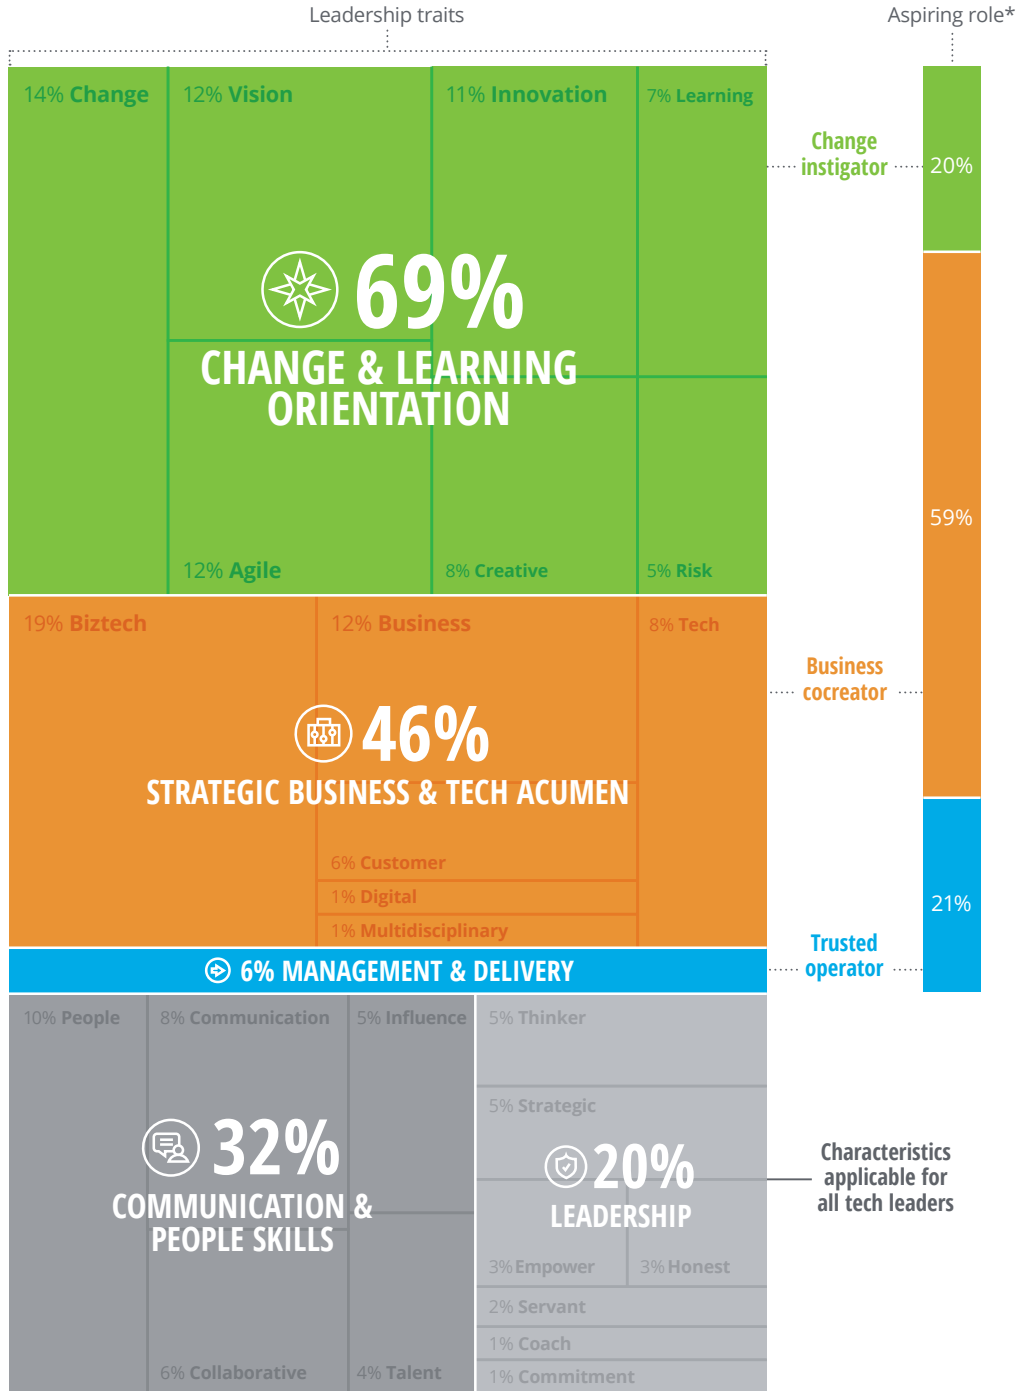 Leadership traits
Aspiring role*
14% Change
12% Vision
11% Innovation
7% Learning
69%
CHANGE & LEARNING
ORIENTATION
12% Agile
8% Creative
5% Risk
Change
instigator
20%
19% Biztech
12% Business
8% Tech
46%
STRATEGIC BUSINESS & TECH ACUMEN
6% Customer
1% Digital
1% Multidisciplinary
Business
cocreator
59%
6% MANAGEMENT & DELIVERY
Trusted
operator
21%
10% People
8% Communication
5% Influence
32%
COMMUNICATION &
PEOPLE SKILLS
6% Collaborative
4% Talent
5% Thinker
5% Strategic
20%
LEADERSHIP
3% Empower
3% Honest
2% Servant
1% Coach
1% Commitment
Characteristics
applicable for
all tech leaders